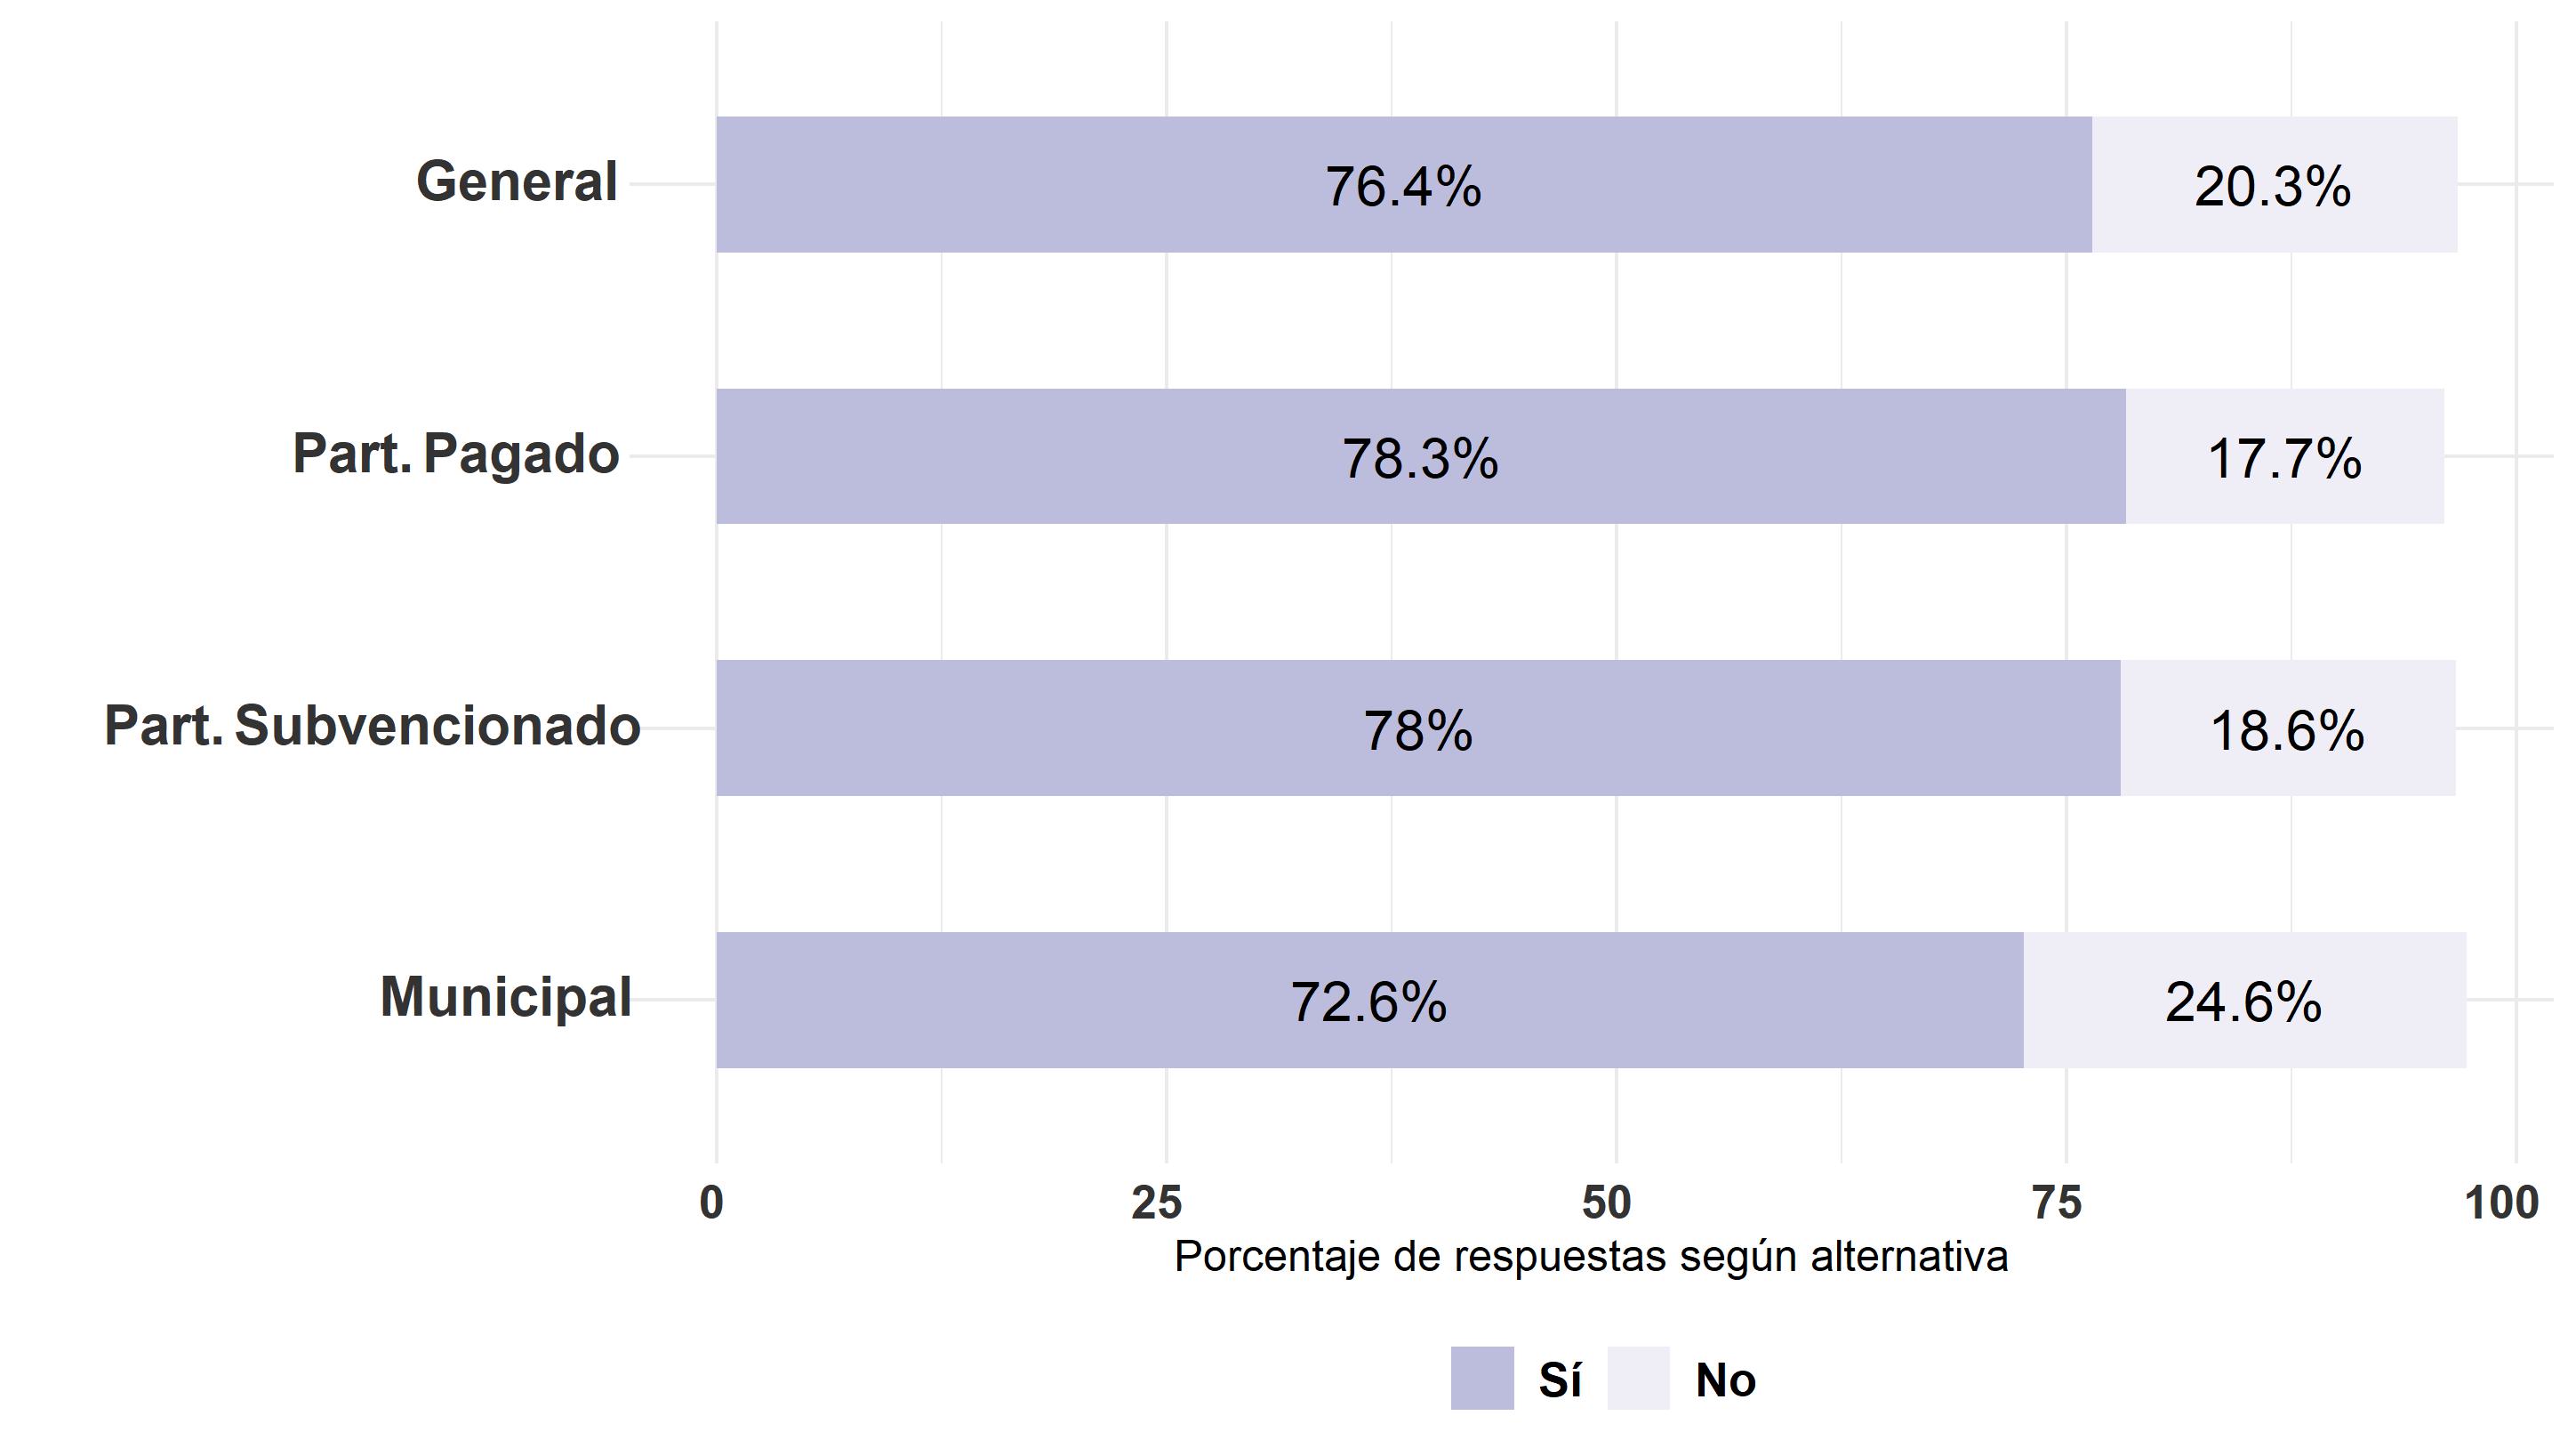 General 76.4% 20.3%
Part. Pagado 78.3% 17.7%
Part. Subvencionado 78% 18.6%
Municipal 72.6% 24.6%
0 25 50 75 100
Porcentaje de respuestas según alternativa
Sí No